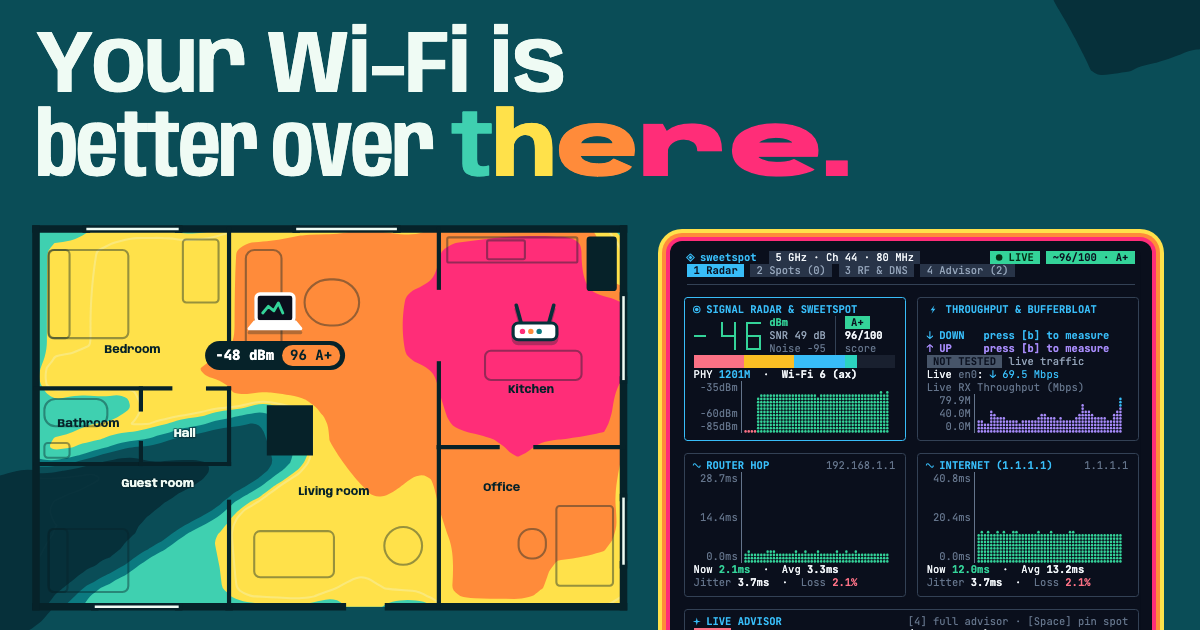 Your Wi-Fi is
better over there.
Bedroom
-48 dBm 96 A+
Kitchen
Bathroom
Hall
Guest room
Living room
Office
sweetspot 5 GHz · Ch 44 · 80 MHz ● LIVE ~96/100 · A+
1 Radar 2 Spots (0) 3 RF & DNS 4 Advisor (2)
SIGNAL RADAR & SWEETSPOT
-46 dBm
SNR 49 dB
Noise -95
A+
96/100
score
PHY 1201M · Wi-Fi 6 (ax)
-35dBm
-60dBm
-85dBm
THROUGHPUT & BUFFERBLOAT
↓ DOWN press [b] to measure
↑ UP press [b] to measure
NOT TESTED live traffic
Live en0: ↓ 69.5 Mbps
Live RX Throughput (Mbps)
79.9M
40.0M
0.0M
ROUTER HOP 192.168.1.1
28.7ms
14.4ms
0.0ms
Now 2.1ms · Avg 3.3ms
Jitter 3.7ms · Loss 2.1%
INTERNET (1.1.1.1) 1.1.1.1
40.8ms
20.4ms
0.0ms
Now 12.0ms · Avg 13.2ms
Jitter 3.7ms · Loss 2.1%
LIVE ADVISOR [4] full advisor · [Space] pin spot